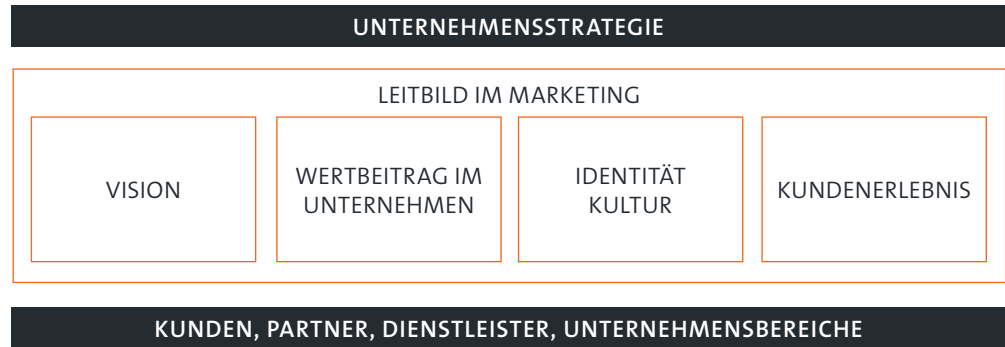 UNTERNEHMENSSTRATEGIE
LEITBILD IM MARKETING
VISION
WERTBEITRAG IM
UNTERNEHMEN
IDENTITÄT
KULTUR
KUNDENERLEBNIS
KUNDEN, PARTNER, DIENSTLEISTER, UNTERNEHMENSBEREICHE